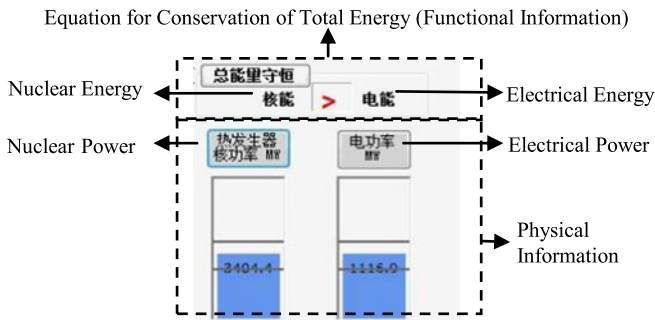 Equation for Conservation of Total Energy (Functional Information)
总能量守恒
Nuclear Energy 核能 > 电能 Electrical Energy
Nuclear Power 热发生器 电功率 Electrical Power
核功率 MW MW
Physical
Information
3404.4 1116.9